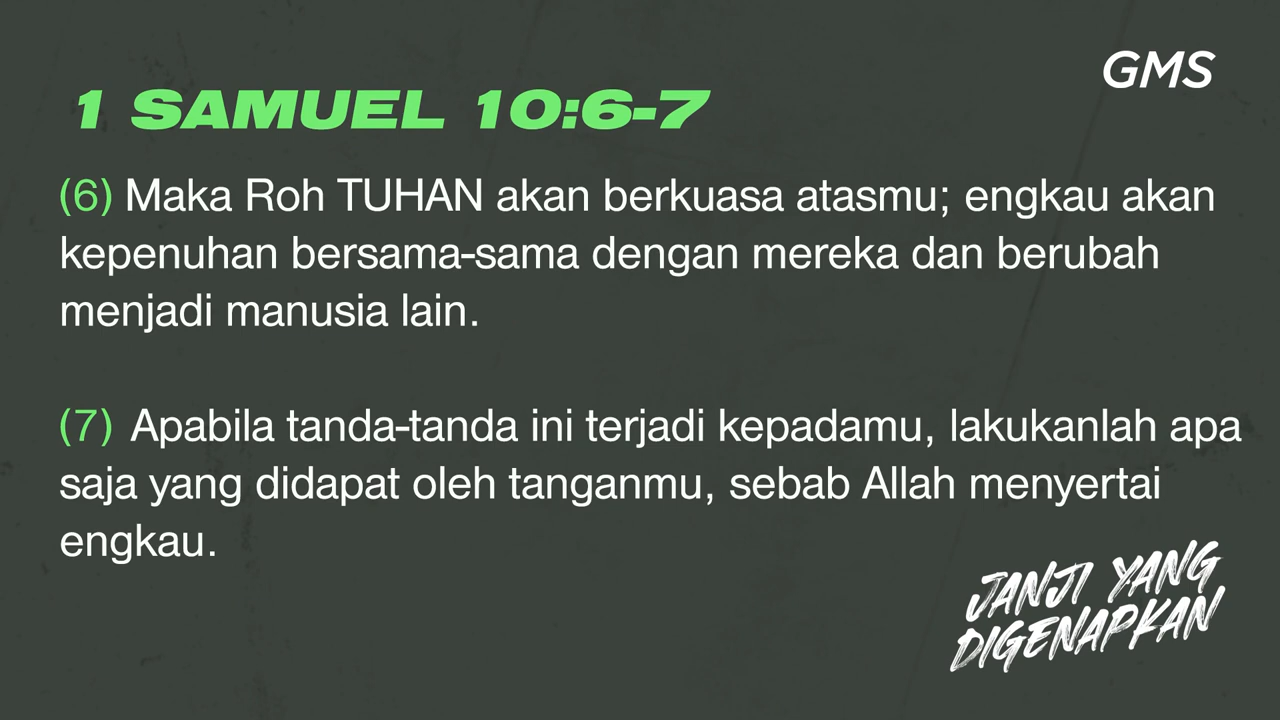 GMS
1 SAMUEL 10:6-7
(6) Maka Roh TUHAN akan berkuasa atasmu; engkau akan
kepenuhan bersama-sama dengan mereka dan berubah
menjadi manusia lain.
(7) Apabila tanda-tanda ini terjadi kepadamu, lakukanlah apa
saja yang didapat oleh tanganmu, sebab Allah menyertai
engkau.
JANJI YANG
DIGENAPKAN